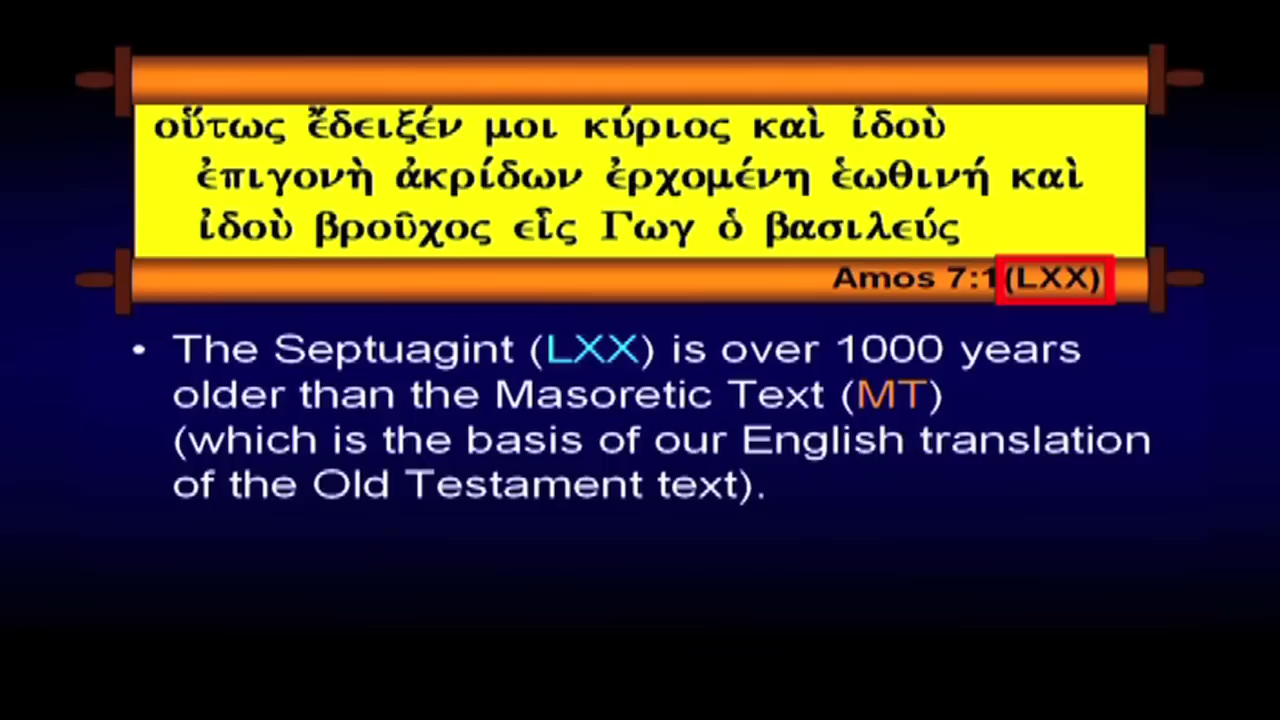 οὕτως ἔδειξέν μοι κύριος καὶ ἰδοὺ
ἐπιγονὴ ἀκρίδων ἐρχομένη ἑωθινή καὶ
ἰδοὺ βροῦχος εἷς Γωγ ὁ βασιλεύς
Amos 7:1(LXX)
• The Septuagint (LXX) is over 1000 years
older than the Masoretic Text (MT)
(which is the basis of our English translation
of the Old Testament text).